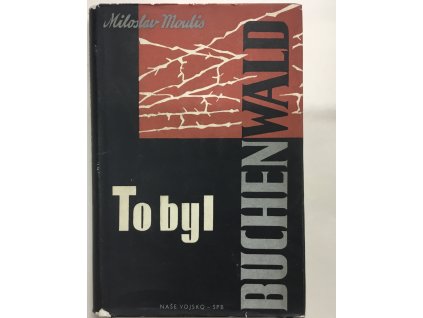 Miloslav Moulis
To byl
BUCHENWALD
NAŠE VOJSKO - SPB